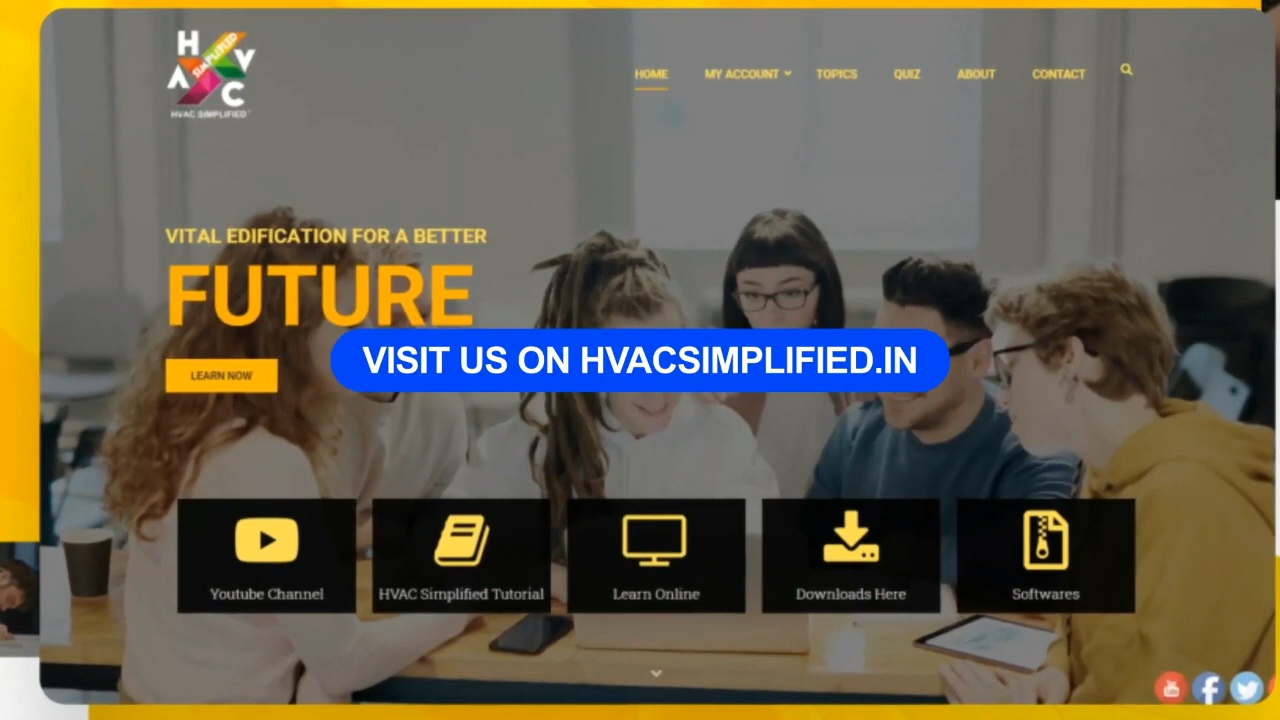 H
V
SIMPLIFIED
A
C
HVAC SIMPLIFIED
HOME
MY ACCOUNT
TOPICS
QUIZ
ABOUT
CONTACT
VITAL EDIFICATION FOR A BETTER
FUTURE
VISIT US ON HVACSIMPLIFIED.IN
LEARN NOW
Youtube Channel
HVAC Simplified Tutorial
Learn Online
Downloads Here
Softwares